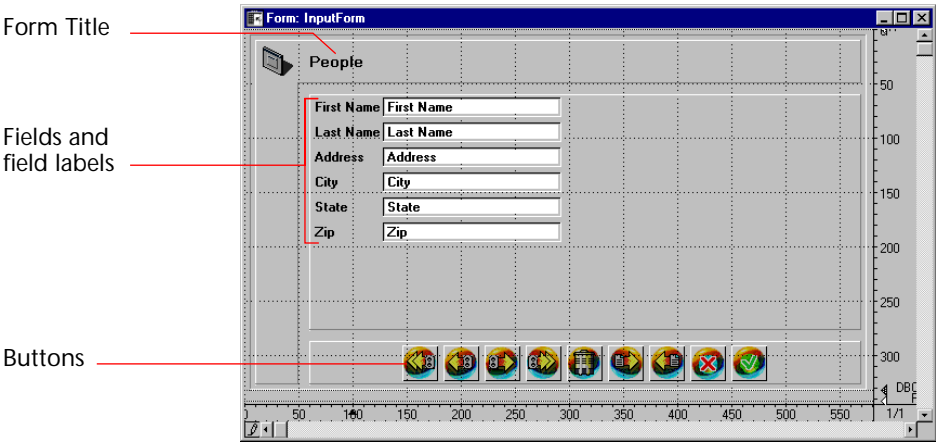 Form Title
Fields and
field labels
Buttons
Form: InputForm
People
First Name First Name
Last Name Last Name
Address Address
City City
State State
Zip Zip
50
100
150
200
250
300
DBC
0 50 100 150 200 250 300 350 400 450 500 550 1/1